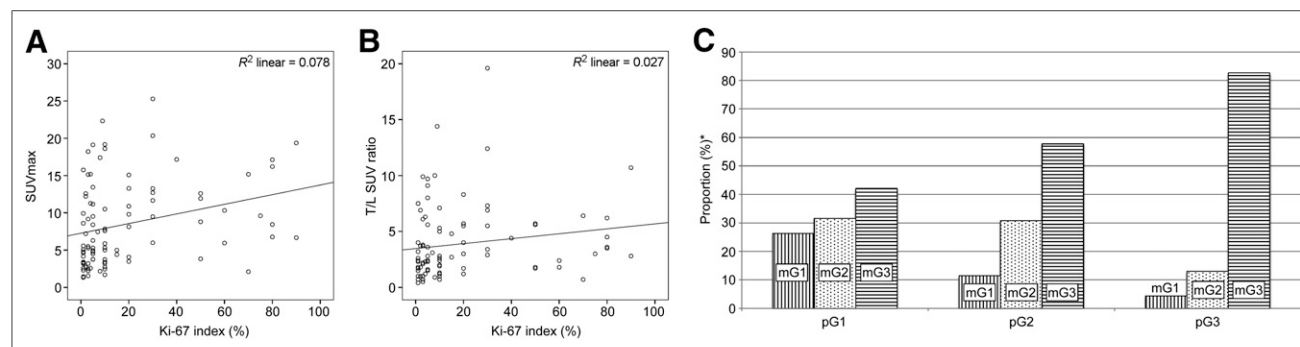 A
R² linear = 0.078
SUVmax
30
25
20
15
10
5
0
0 20 40 60 80 100
Ki-67 index (%)
B
R² linear = 0.027
T/L SUV ratio
20
15
10
5
0
0 20 40 60 80 100
Ki-67 index (%)
C
Proportion (%)*
90
80
70
60
50
40
30
20
10
0
mG1 mG2 mG3
mG1 mG2 mG3
mG1 mG2 mG3
pG1 pG2 pG3